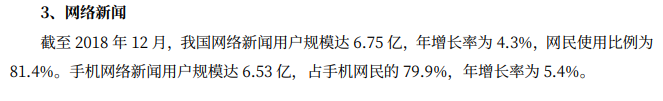 3、网络新闻
截至 2018 年 12 月，我国网络新闻用户规模达 6.75 亿，年增长率为 4.3%，网民使用比例为
81.4%。手机网络新闻用户规模达 6.53 亿，占手机网民的 79.9%，年增长率为 5.4%。